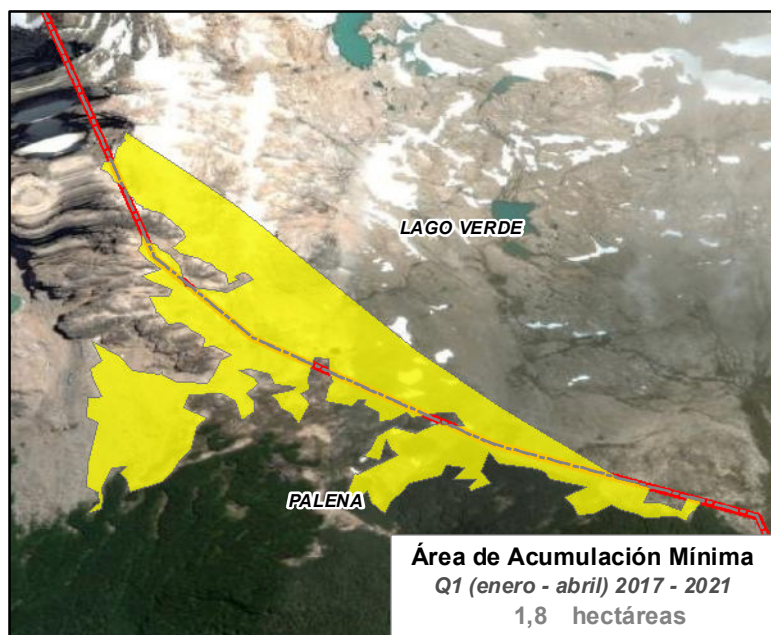 LAGO VERDE
PALENA
Área de Acumulación Mínima
Q1 (enero - abril) 2017 - 2021
1,8 hectáreas